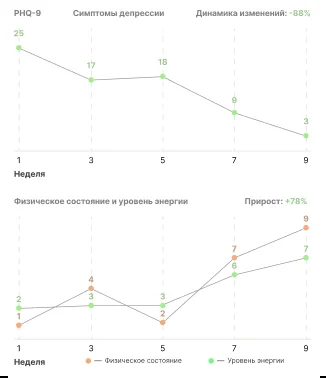 PHQ-9 Симптомы депрессии Динамика изменений: -88%
25
17
18
9
3
1 3 5 7 9
Неделя
Физическое состояние и уровень энергии Прирост: +78%
9
7
7
4
6
2
3
3
1
2
1 3 5 7 9
Неделя — Физическое состояние — Уровень энергии